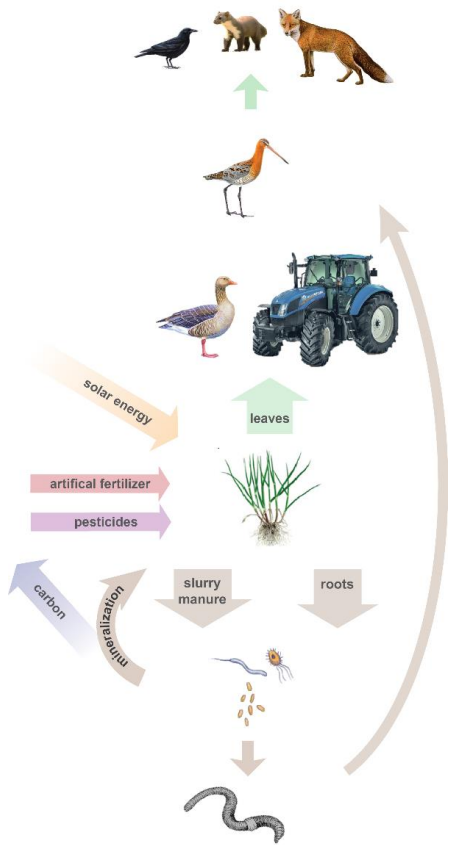 solar energy
leaves
artifical fertilizer
pesticides
carbon
mineralization
slurry
manure
roots